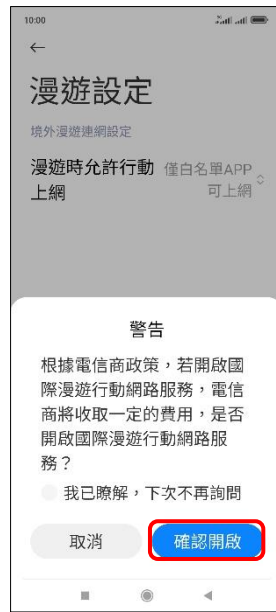 10:00
漫遊設定
境外漫遊連網設定
漫遊時允許行動
上網
僅白名單APP
可上網
警告
根據電信商政策，若開啟國
際漫遊行動網路服務，電信
商將收取一定的費用，是否
開啟國際漫遊行動網路服
務？
我已瞭解，下次不再詢問
取消
確認開啟